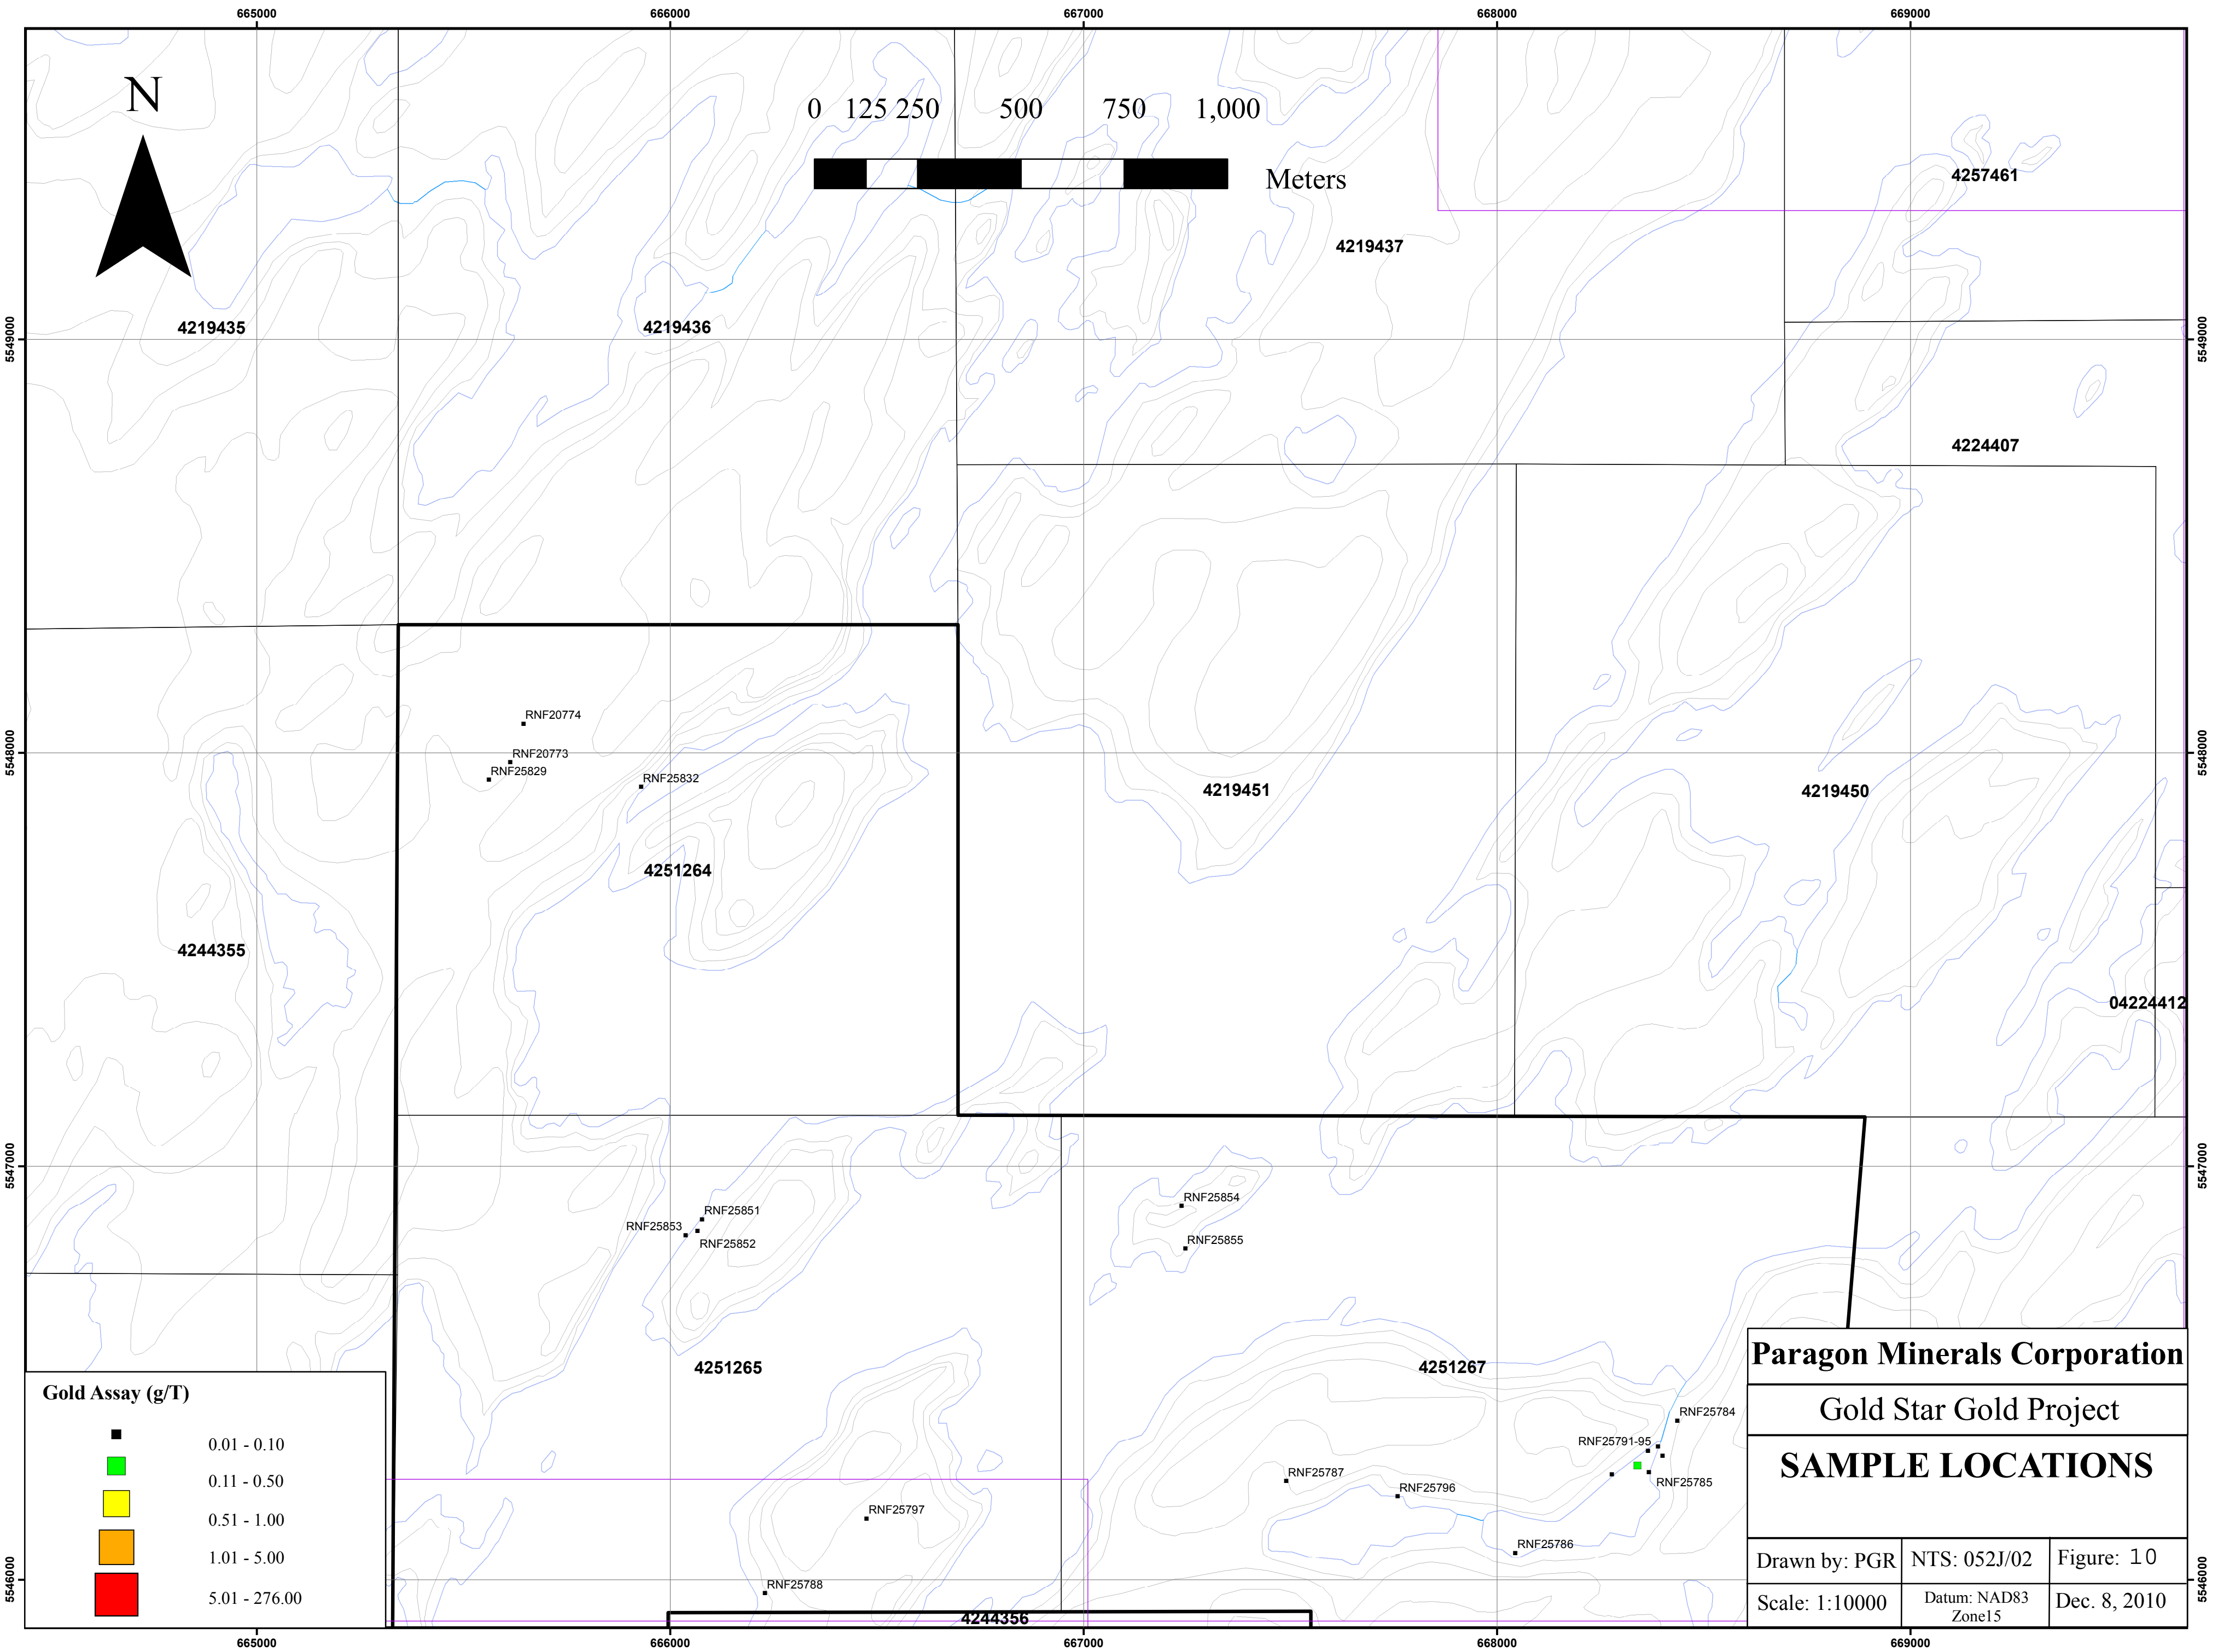 665000 666000 667000 668000 669000
N
0 125 250 500 750 1,000
Meters
4257461
4219437
4219435 4219436
5549000 5549000
4224407
RNF20774
RNF20773
5548000 5548000
RNF25829
RNF25832
4219451 4219450
4251264
4244355
04224412
5547000 5547000
RNF25854
RNF25851
RNF25853
RNF25852
RNF25855
4251265 4251267
RNF25784
RNF25791-95
RNF25787
RNF25785
RNF25796
RNF25797
RNF25786
RNF25788
5546000 5546000
4244356
Gold Assay (g/T)
0.01 - 0.10
0.11 - 0.50
0.51 - 1.00
1.01 - 5.00
5.01 - 276.00
Paragon Minerals Corporation
Gold Star Gold Project
SAMPLE LOCATIONS
Drawn by: PGR NTS: 052J/02 Figure: 10
Scale: 1:10000 Datum: NAD83 Dec. 8, 2010
Zone15
665000 666000 667000 668000 669000